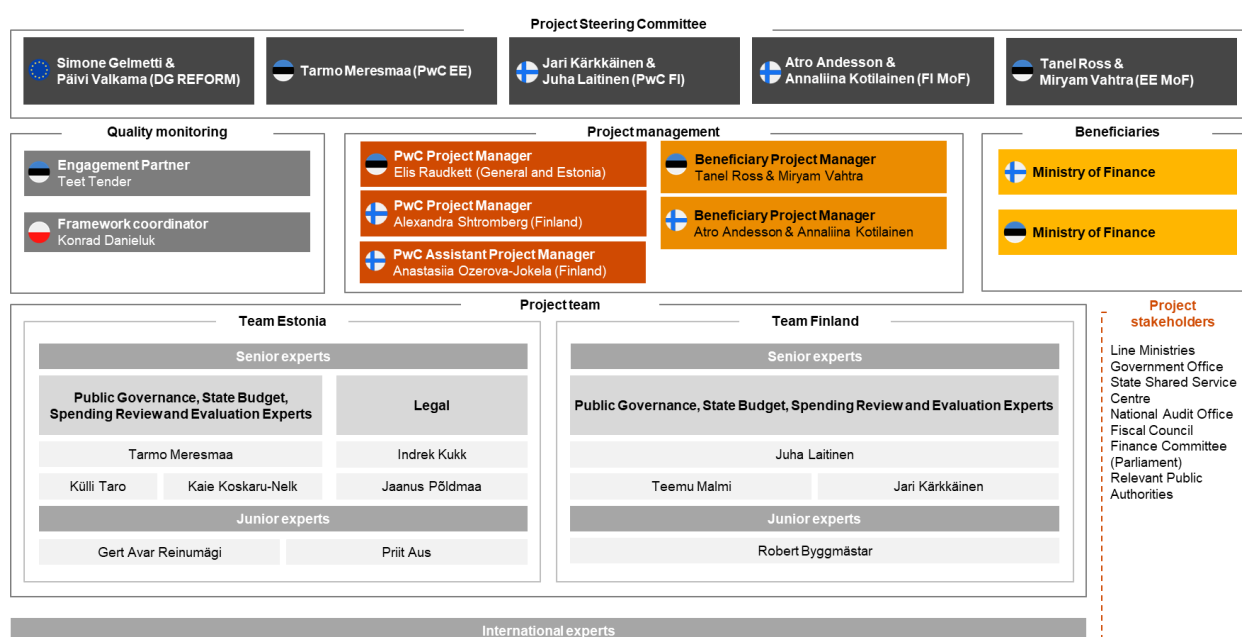 Project Steering Committee
Simone Gelmetti &
Päivi Valkama (DG REFORM)
Tarmo Meresmaa (PwC EE)
Jari Kärkkäinen &
Juha Laitinen (PwC FI)
Atro Andesson &
Annaliina Kotilainen (FI MoF)
Tanel Ross &
Miryam Vahtra (EE MoF)
Quality monitoring
Engagement Partner
Teet Tender
Framework coordinator
Konrad Danieluk
Project management
PwC Project Manager
Elis Raudkett (General and Estonia)
PwC Project Manager
Alexandra Shtromberg (Finland)
PwC Assistant Project Manager
Anastasiia Ozerova-Jokela (Finland)
Beneficiary Project Manager
Tanel Ross & Miryam Vahtra
Beneficiary Project Manager
Atro Andesson & Annaliina Kotilainen
Beneficiaries
Ministry of Finance
Ministry of Finance
Project team
Team Estonia
Senior experts
Public Governance, State Budget,
Spending Review and Evaluation Experts
Legal
Tarmo Meresmaa
Indrek Kukk
Külli Taro
Kaie Koskaru-Nelk
Jaanus Põldmaa
Junior experts
Gert Avar Reinumägi
Priit Aus
Team Finland
Senior experts
Public Governance, State Budget, Spending Review and Evaluation Experts
Juha Laitinen
Teemu Malmi
Jari Kärkkäinen
Junior experts
Robert Byggmästar
Project
stakeholders
Line Ministries
Government Office
State Shared Service
Centre
National Audit Office
Fiscal Council
Finance Committee
(Parliament)
Relevant Public
Authorities
International experts